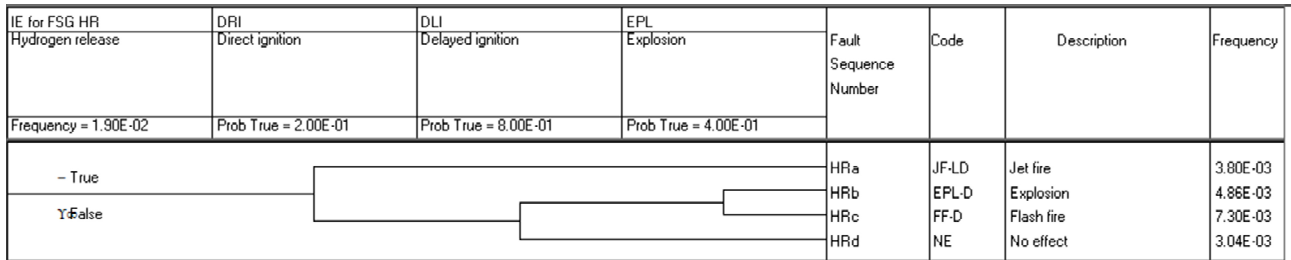 IE for FSG HR DRI DLI EPL
Hydrogen release Direct ignition Delayed ignition Explosion Fault Code Description Frequency
Sequence
Number
Frequency = 1.90E-02 Prob True = 2.00E-01 Prob True = 8.00E-01 Prob True = 4.00E-01
HRa JF-LD Jet fire 3.80E-03
– True
HRb EPL-D Explosion 4.86E-03
False HRc FF-D Flash fire 7.30E-03
HRd NE No effect 3.04E-03